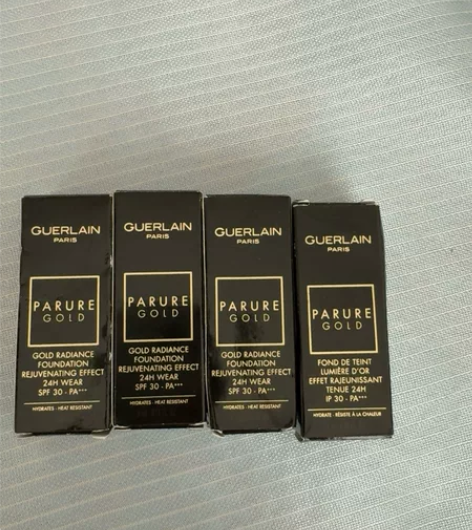 GUERLAIN
PARIS
PARURE
GOLD
GOLD RADIANCE
FOUNDATION
REJUVENATING EFFECT
24H WEAR
SPF 30 - PA+++
HYDRATES - HEAT RESISTANT
GUERLAIN
PARIS
PARURE
GOLD
GOLD RADIANCE
FOUNDATION
REJUVENATING EFFECT
24H WEAR
SPF 30 - PA+++
HYDRATES - HEAT RESISTANT
GUERLAIN
PARIS
PARURE
GOLD
GOLD RADIANCE
FOUNDATION
REJUVENATING EFFECT
24H WEAR
SPF 30 - PA+++
HYDRATES - HEAT RESISTANT
GUERLAIN
PARIS
PARURE
GOLD
FOND DE TEINT
LUMIÈRE D'OR
EFFET RAJEUNISSANT
TENUE 24H
IP 30 - PA+++
HYDRATE - RÉSISTE À LA CHALEUR